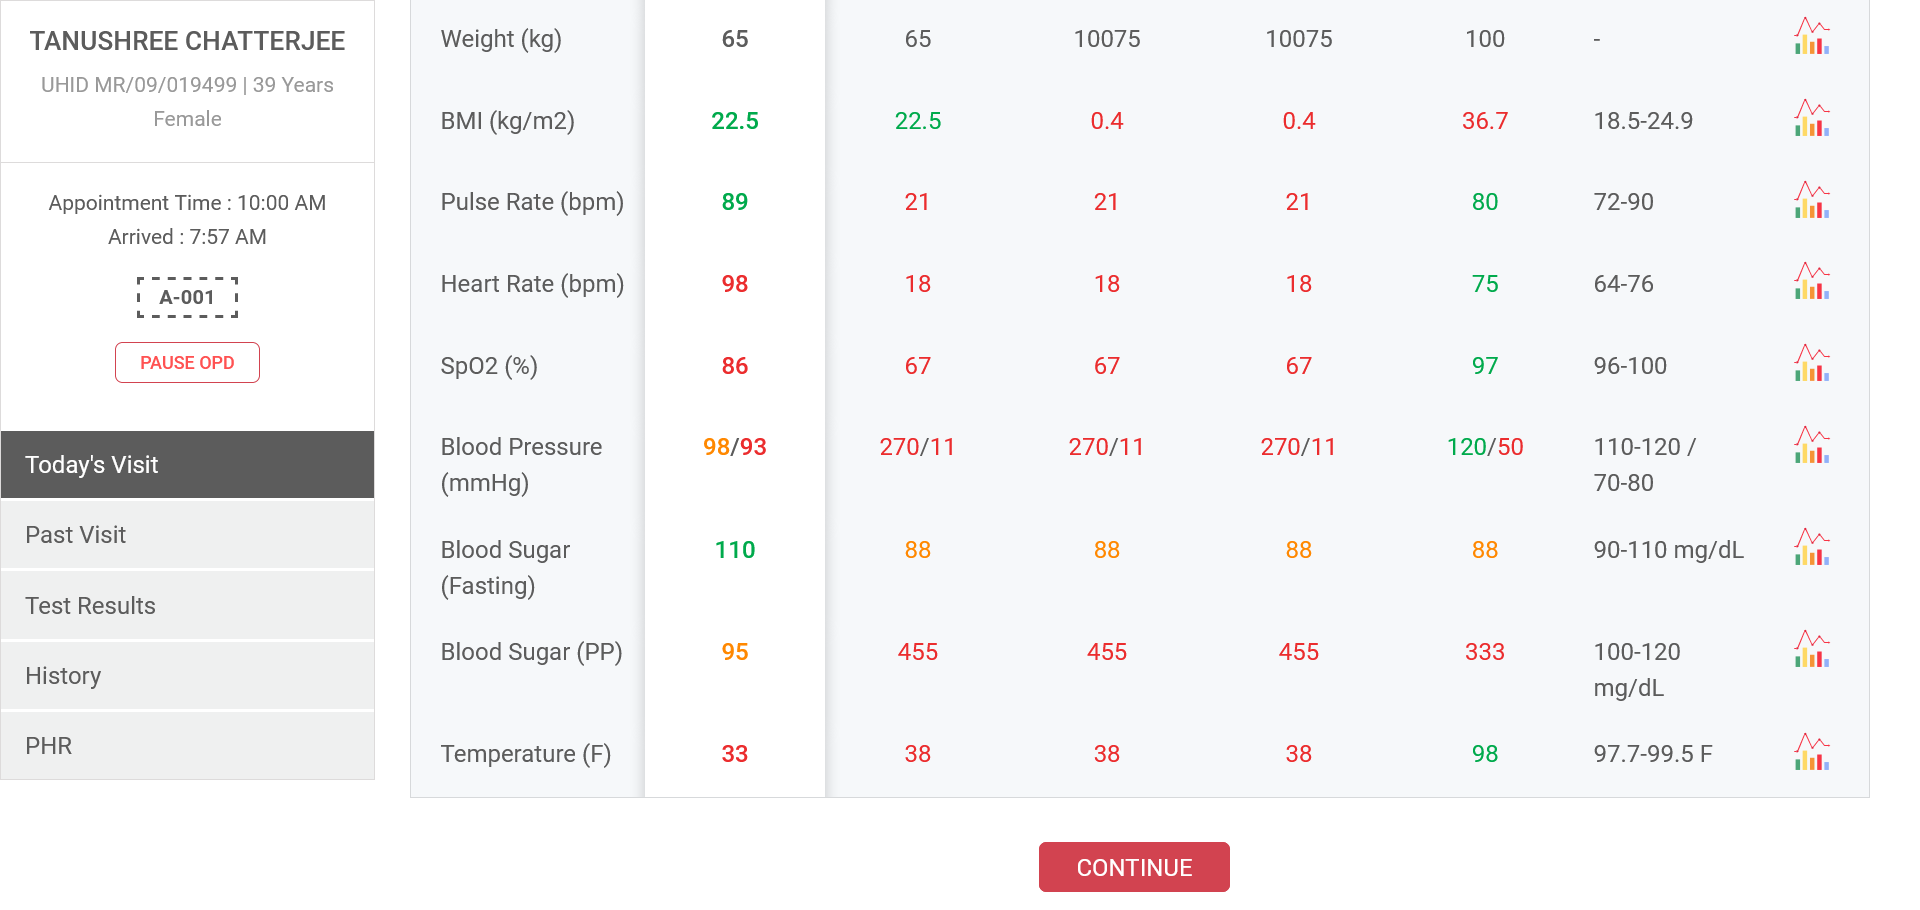 TANUSHREE CHATTERJEE
UHID MR/09/019499 | 39 Years
Female
Appointment Time : 10:00 AM
Arrived : 7:57 AM
A-001
PAUSE OPD
Today's Visit
Past Visit
Test Results
History
PHR
Weight (kg) 65 65 10075 10075 100 -
BMI (kg/m2) 22.5 22.5 0.4 0.4 36.7 18.5-24.9
Pulse Rate (bpm) 89 21 21 21 80 72-90
Heart Rate (bpm) 98 18 18 18 75 64-76
SpO2 (%) 86 67 67 67 97 96-100
Blood Pressure 98/93 270/11 270/11 270/11 120/50 110-120 /
(mmHg) 70-80
Blood Sugar 110 88 88 88 88 90-110 mg/dL
(Fasting)
Blood Sugar (PP) 95 455 455 455 333 100-120
mg/dL
Temperature (F) 33 38 38 38 98 97.7-99.5 F
CONTINUE